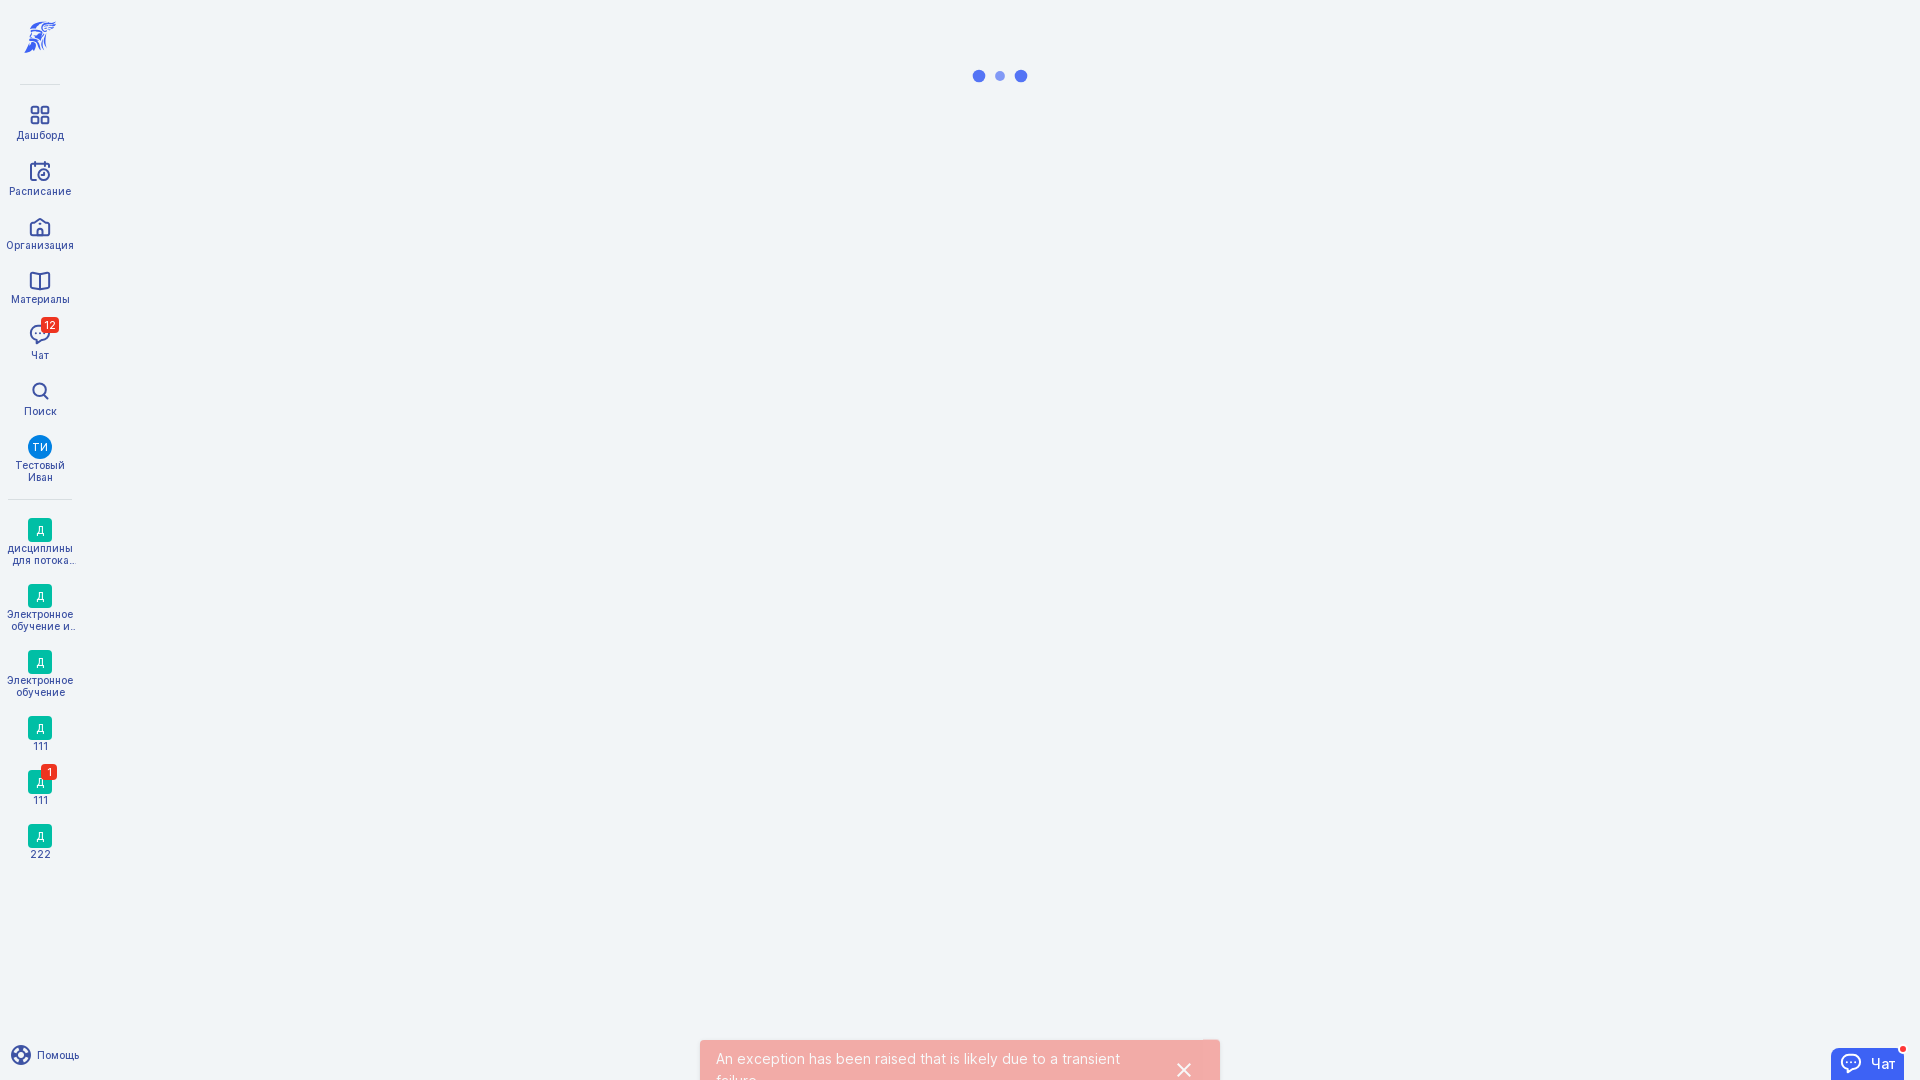 Дашборд
Расписание
Организация
Материалы
12
Чат
Поиск
ТИ
Тестовый
Иван
Д
дисциплины
для потока...
Д
Электронное
обучение и...
Д
Электронное
обучение
Д
111
1
Д
111
Д
222
Помощь
An exception has been raised that is likely due to a transient
failure
Чат